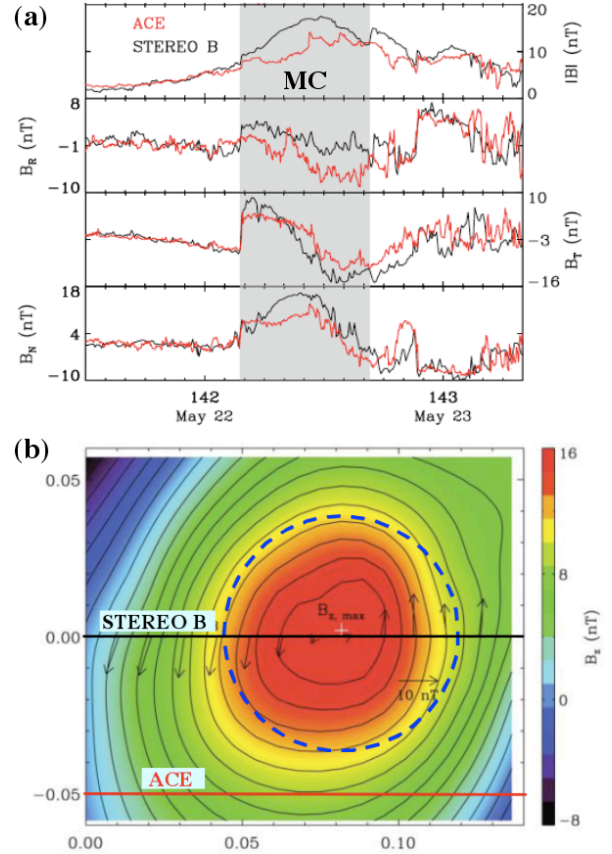 (a)
ACE
STEREO B
MC
20
10
0
|B| (nT)
8
-1
-10
B_R (nT)
10
-3
-16
B_T (nT)
18
4
-10
B_N (nT)
142
May 22
143
May 23
(b)
0.05
0.00
-0.05
STEREO B
B_z, max
10 nT
ACE
0.00
0.05
0.10
16
8
0
-8
B_z (nT)